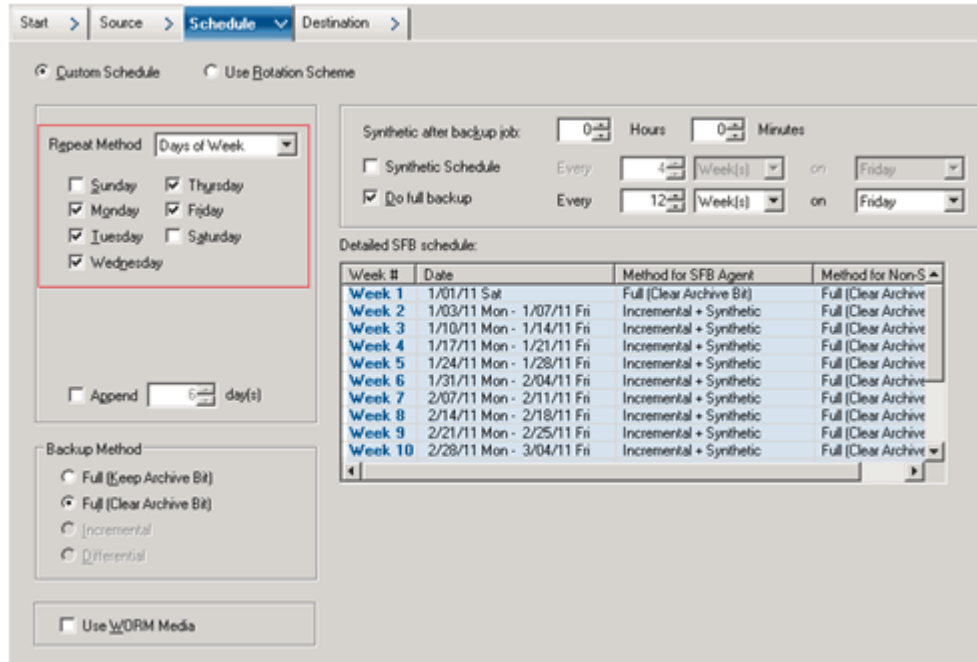 Start > Source > Schedule Destination >
Custom Schedule Use Rotation Scheme
Repeat Method Days of Week
Sunday Thursday
Monday Friday
Tuesday Saturday
Wednesday
Append 6 day(s)
Backup Method
Full (Keep Archive Bit)
Full (Clear Archive Bit)
Incremental
Differential
Use WORM Media
Synthetic after backup job: 0 Hours 0 Minutes
Synthetic Schedule Every 4 Week(s) on Friday
Do full backup Every 12 Week(s) on Friday
Detailed SFB schedule:
Week # Date Method for SFB Agent Method for Non-S
Week 1 1/01/11 Sat Full (Clear Archive Bit) Full (Clear Archive
Week 2 1/03/11 Mon - 1/07/11 Fri Incremental + Synthetic Full (Clear Archive
Week 3 1/10/11 Mon - 1/14/11 Fri Incremental + Synthetic Full (Clear Archive
Week 4 1/17/11 Mon - 1/21/11 Fri Incremental + Synthetic Full (Clear Archive
Week 5 1/24/11 Mon - 1/28/11 Fri Incremental + Synthetic Full (Clear Archive
Week 6 1/31/11 Mon - 2/04/11 Fri Incremental + Synthetic Full (Clear Archive
Week 7 2/07/11 Mon - 2/11/11 Fri Incremental + Synthetic Full (Clear Archive
Week 8 2/14/11 Mon - 2/18/11 Fri Incremental + Synthetic Full (Clear Archive
Week 9 2/21/11 Mon - 2/25/11 Fri Incremental + Synthetic Full (Clear Archive
Week 10 2/28/11 Mon - 3/04/11 Fri Incremental + Synthetic Full (Clear Archive